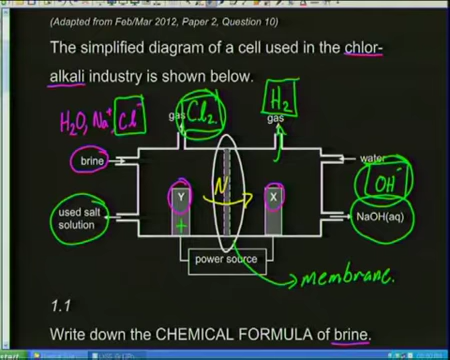 (Adapted from Feb/Mar 2012, Paper 2, Question 10)
The simplified diagram of a cell used in the chlor-
alkali industry is shown below.
H₂O, Na⁺ Cl⁻
gas Cl₂
H₂
gas
brine
water
OH⁻
used salt
solution
Y
+
N
X
NaOH(aq)
power source
membrane.
1.1
Write down the CHEMICAL FORMULA of brine.